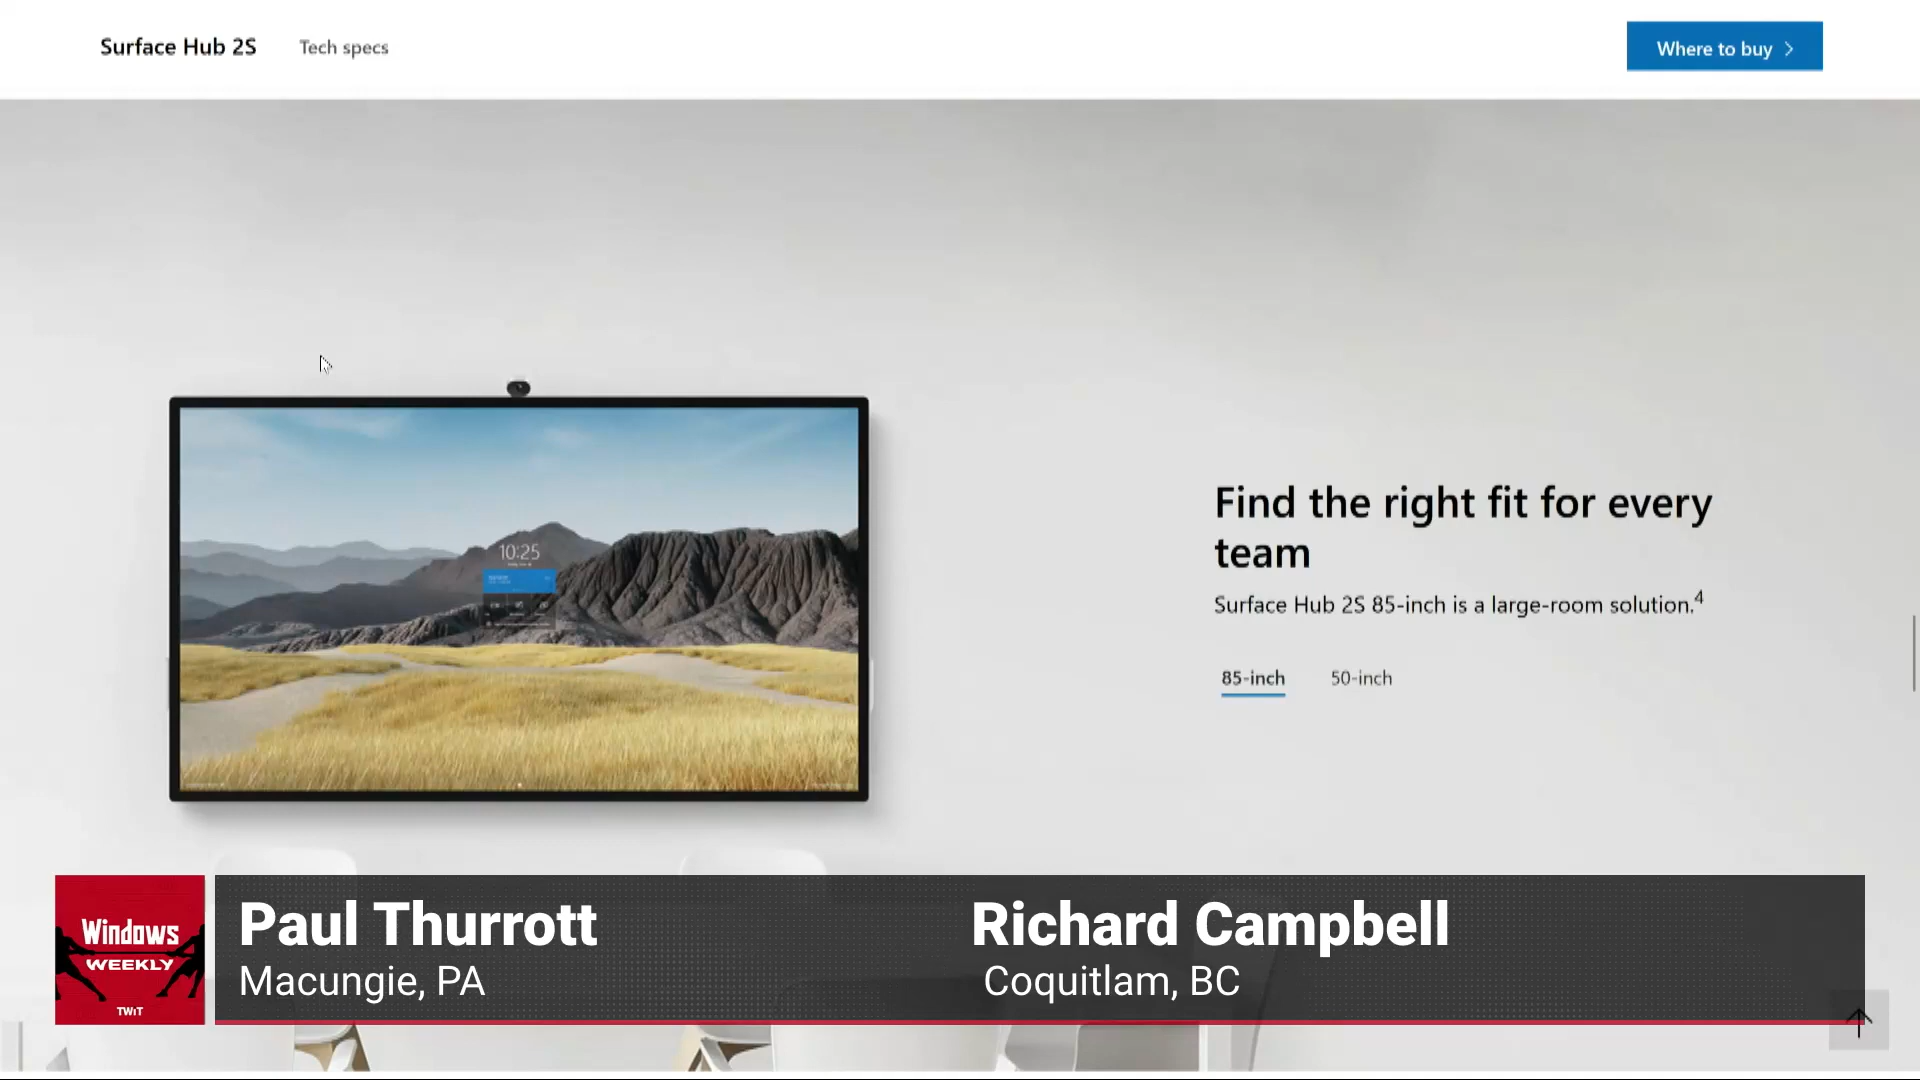 Surface Hub 2S
Tech specs
Where to buy
10:25
Find the right fit for every
team
Surface Hub 2S 85-inch is a large-room solution.4
85-inch
50-inch
Windows
WEEKLY
TWiT
Paul Thurrott
Macungie, PA
Richard Campbell
Coquitlam, BC